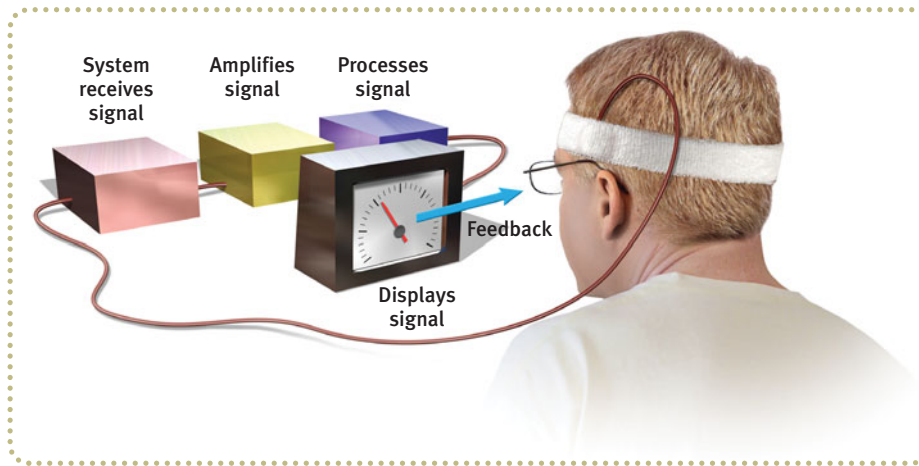 System
receives
signal
Amplifies
signal
Processes
signal
Feedback
Displays
signal